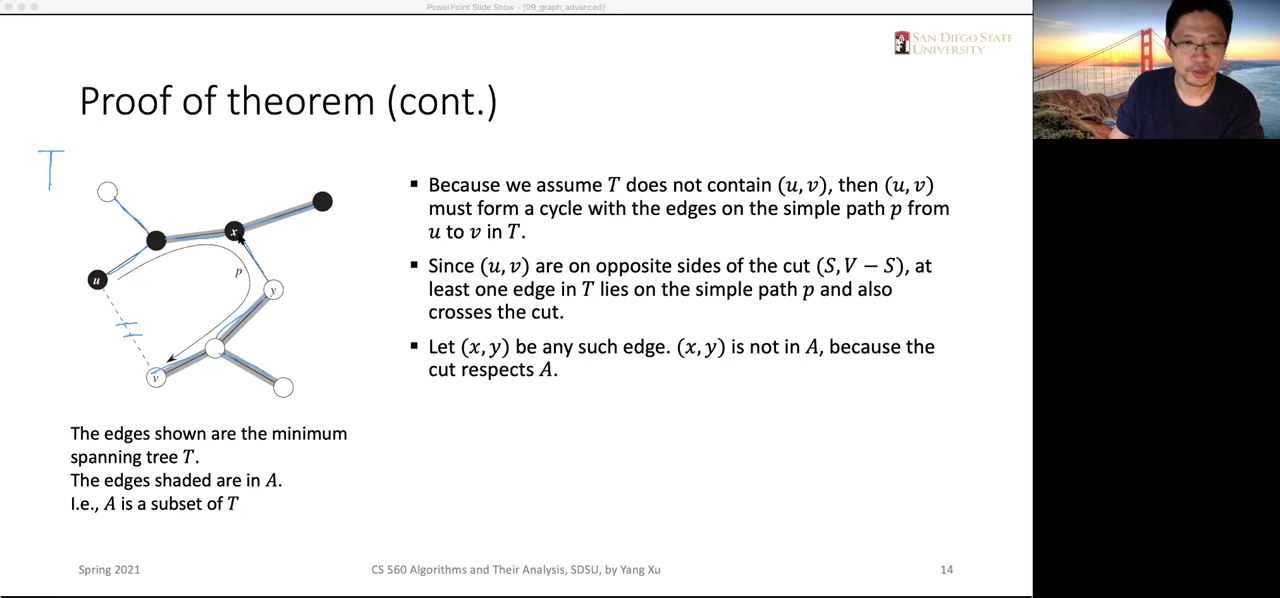 PowerPoint Slide Show - [09_graph_advanced]
SAN DIEGO STATE
UNIVERSITY
Proof of theorem (cont.)
T
x
u
p
y
v
▪ Because we assume T does not contain (u, v), then (u, v)
must form a cycle with the edges on the simple path p from
u to v in T.
▪ Since (u, v) are on opposite sides of the cut (S, V − S), at
least one edge in T lies on the simple path p and also
crosses the cut.
▪ Let (x, y) be any such edge. (x, y) is not in A, because the
cut respects A.
The edges shown are the minimum
spanning tree T.
The edges shaded are in A.
I.e., A is a subset of T
Spring 2021
CS 560 Algorithms and Their Analysis, SDSU, by Yang Xu
14